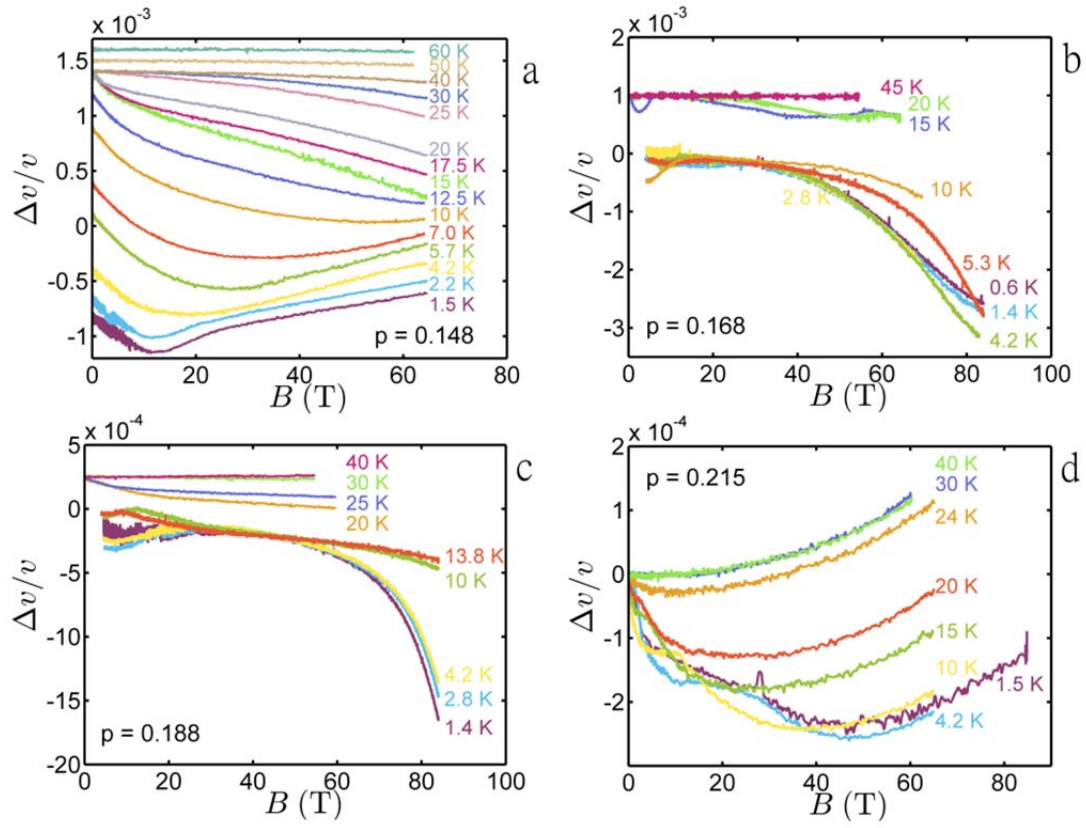 x 10⁻³
a
1.5
1
0.5
0
-0.5
-1
Δv/v
60 K
50 K
40 K
30 K
25 K
20 K
17.5 K
15 K
12.5 K
10 K
7.0 K
5.7 K
4.2 K
2.2 K
1.5 K
p = 0.148
0 20 40 60 80
B (T)
x 10⁻³
b
2
1
0
-1
-2
-3
Δv/v
45 K
20 K
15 K
10 K
2.8 K
5.3 K
0.6 K
1.4 K
4.2 K
p = 0.168
0 20 40 60 80 100
B (T)
x 10⁻⁴
c
5
0
-5
-10
-15
-20
Δv/v
40 K
30 K
25 K
20 K
13.8 K
10 K
4.2 K
2.8 K
1.4 K
p = 0.188
0 20 40 60 80 100
B (T)
x 10⁻⁴
d
2
1
0
-1
-2
Δv/v
p = 0.215
40 K
30 K
24 K
20 K
15 K
10 K
1.5 K
4.2 K
0 20 40 60 80
B (T)